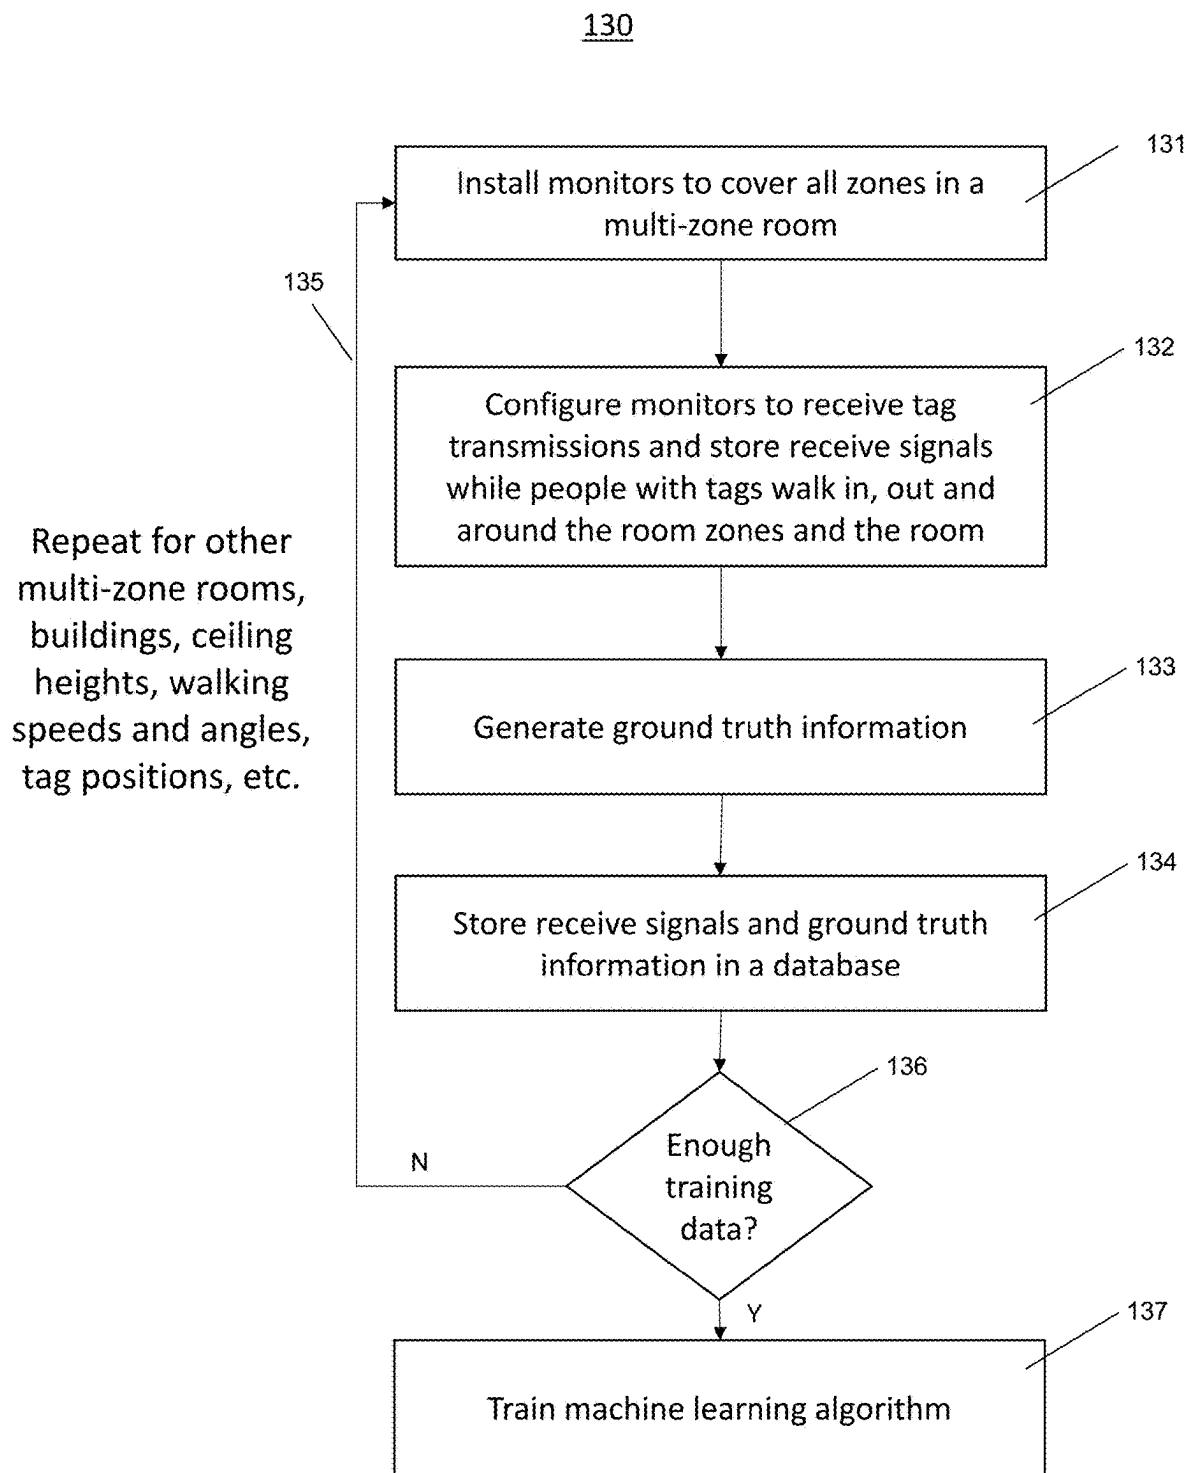 130
131
Install monitors to cover all zones in a
multi-zone room
135
132
Configure monitors to receive tag
transmissions and store receive signals
while people with tags walk in, out and
around the room zones and the room
Repeat for other
multi-zone rooms,
buildings, ceiling
heights, walking
speeds and angles,
tag positions, etc.
133
Generate ground truth information
134
Store receive signals and ground truth
information in a database
136
Enough
training
data?
N
Y
137
Train machine learning algorithm